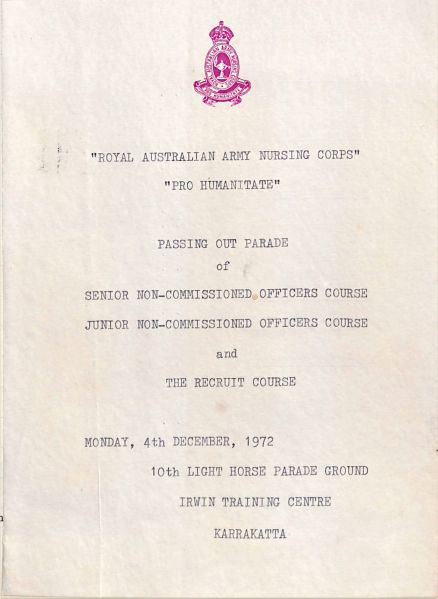 "ROYAL AUSTRALIAN ARMY NURSING CORPS"
"PRO HUMANITATE"
PASSING OUT PARADE
of
SENIOR NON-COMMISSIONED OFFICERS COURSE
JUNIOR NON-COMMISSIONED OFFICERS COURSE
and
THE RECRUIT COURSE
MONDAY, 4th DECEMBER, 1972
10th LIGHT HORSE PARADE GROUND
IRWIN TRAINING CENTRE
KARRAKATTA